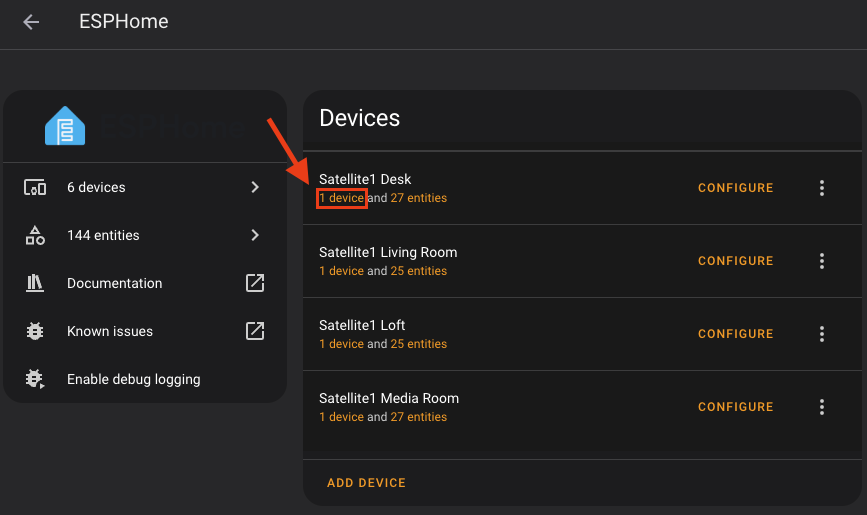 ESPHome
ESPHome
6 devices
144 entities
Documentation
Known issues
Enable debug logging
Devices
Satellite1 Desk
1 device and 27 entities
CONFIGURE
Satellite1 Living Room
1 device and 25 entities
CONFIGURE
Satellite1 Loft
1 device and 25 entities
CONFIGURE
Satellite1 Media Room
1 device and 27 entities
CONFIGURE
ADD DEVICE